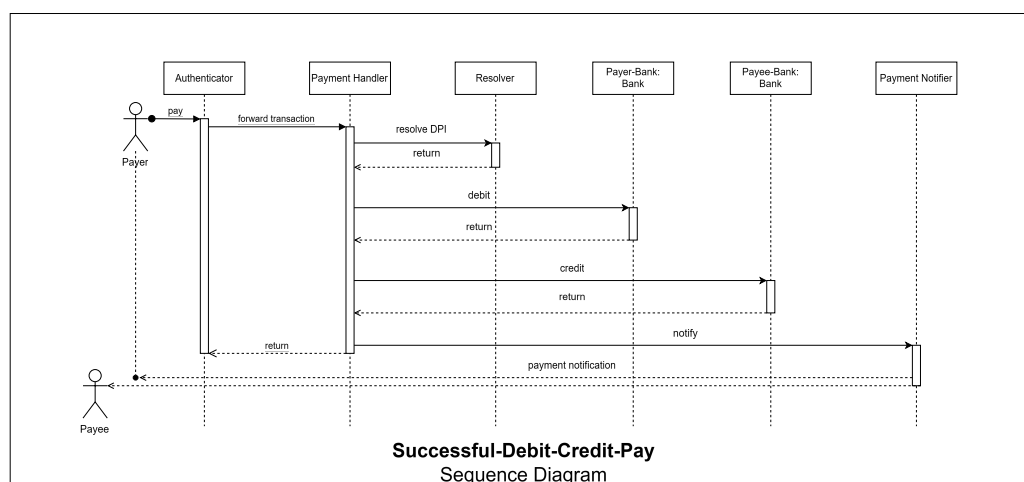 Authenticator
Payment Handler
Resolver
Payer-Bank:
Bank
Payee-Bank:
Bank
Payment Notifier
pay
forward transaction
Payer
resolve DPI
return
debit
return
credit
return
notify
return
payment notification
Payee
Successful-Debit-Credit-Pay
Sequence Diagram